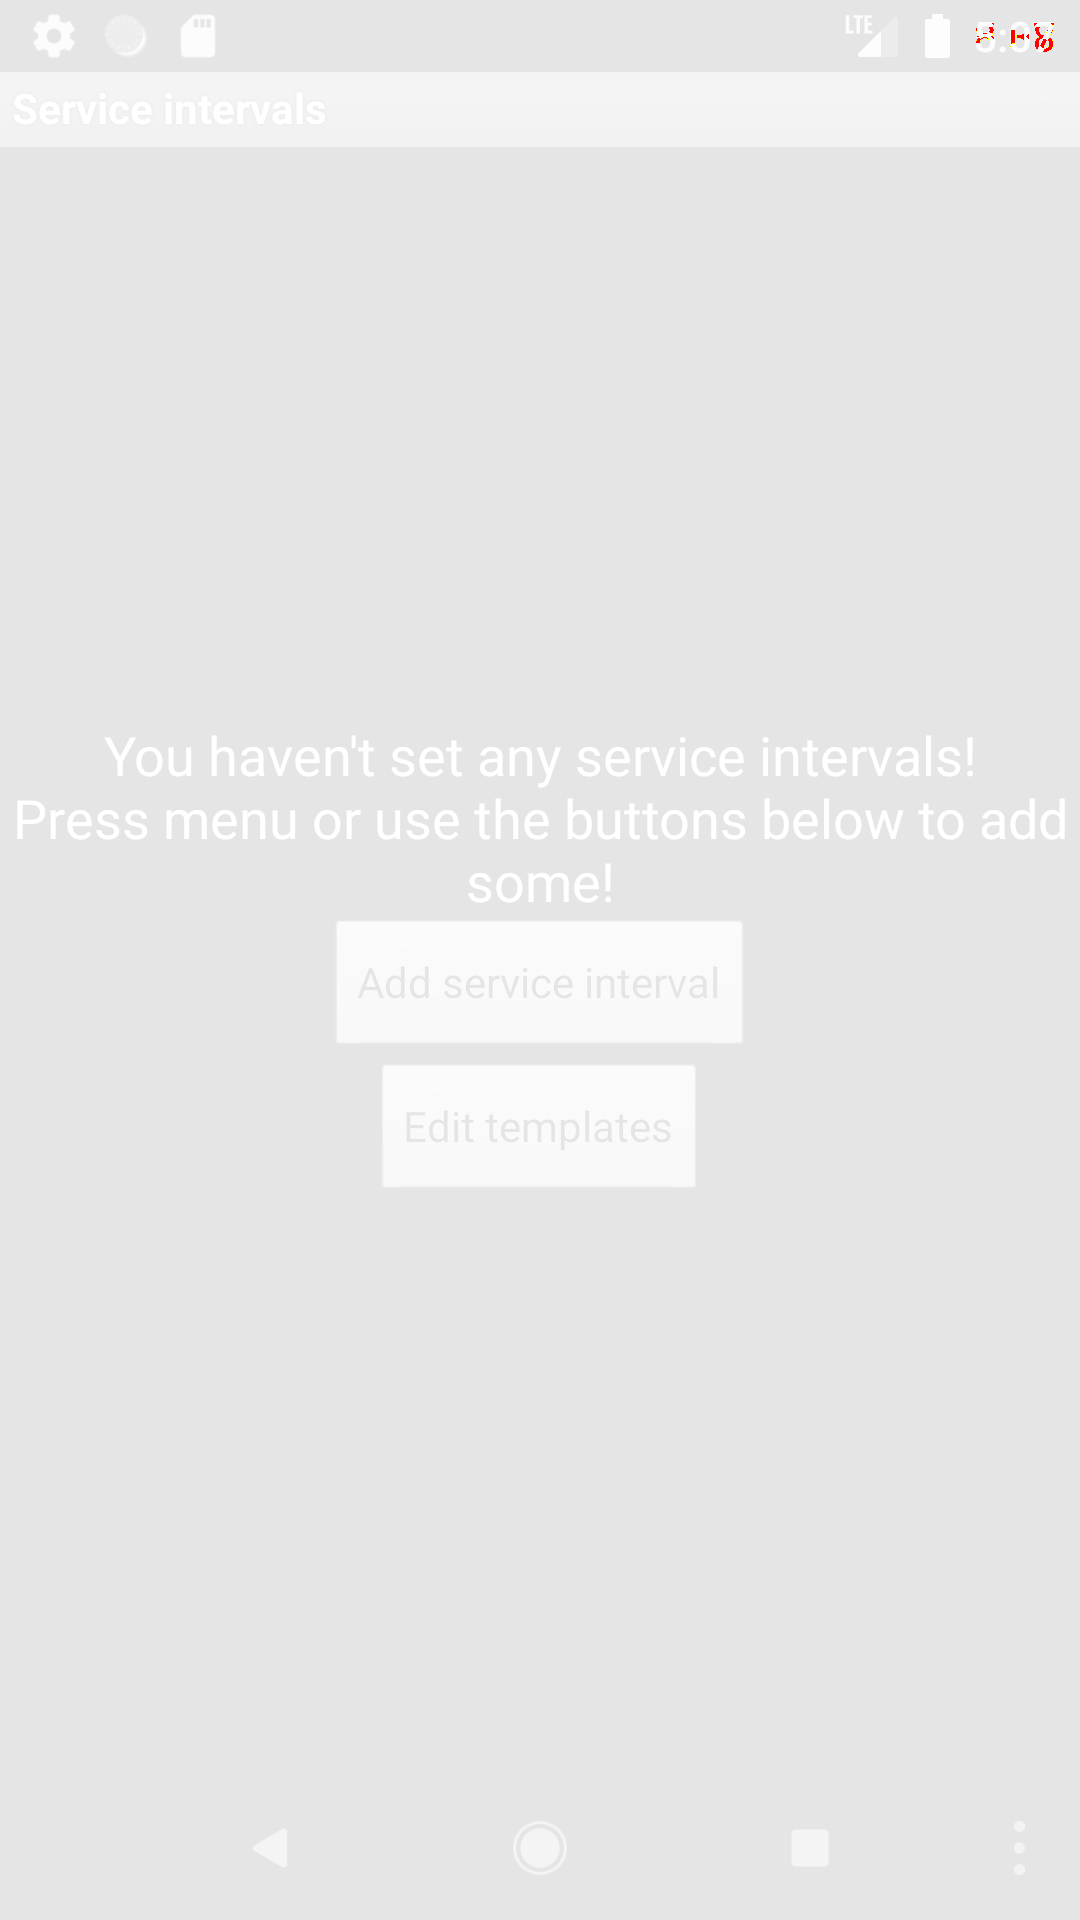 LTE
Service intervals
You haven't set any service intervals!
Press menu or use the buttons below to add
some!
Add service interval
Edit templates